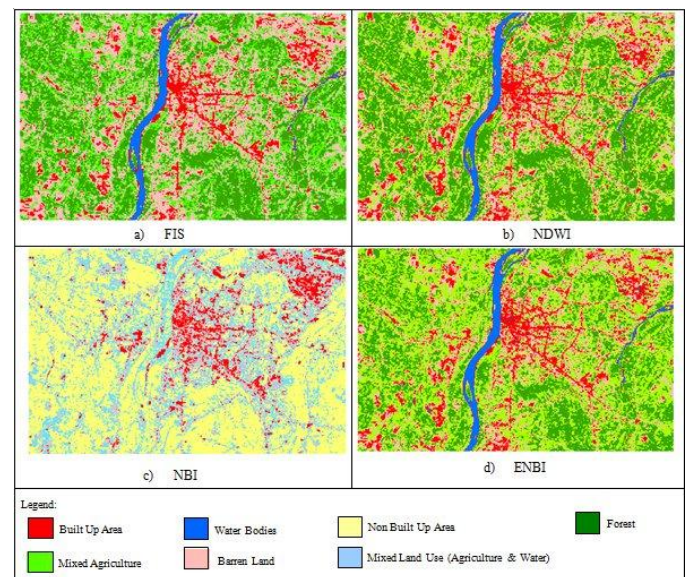 a) FIS
b) NDWI
c) NBI
d) ENBI
Legend:
Built Up Area
Water Bodies
Non Built Up Area
Forest
Mixed Agriculture
Barren Land
Mixed Land Use (Agriculture & Water)